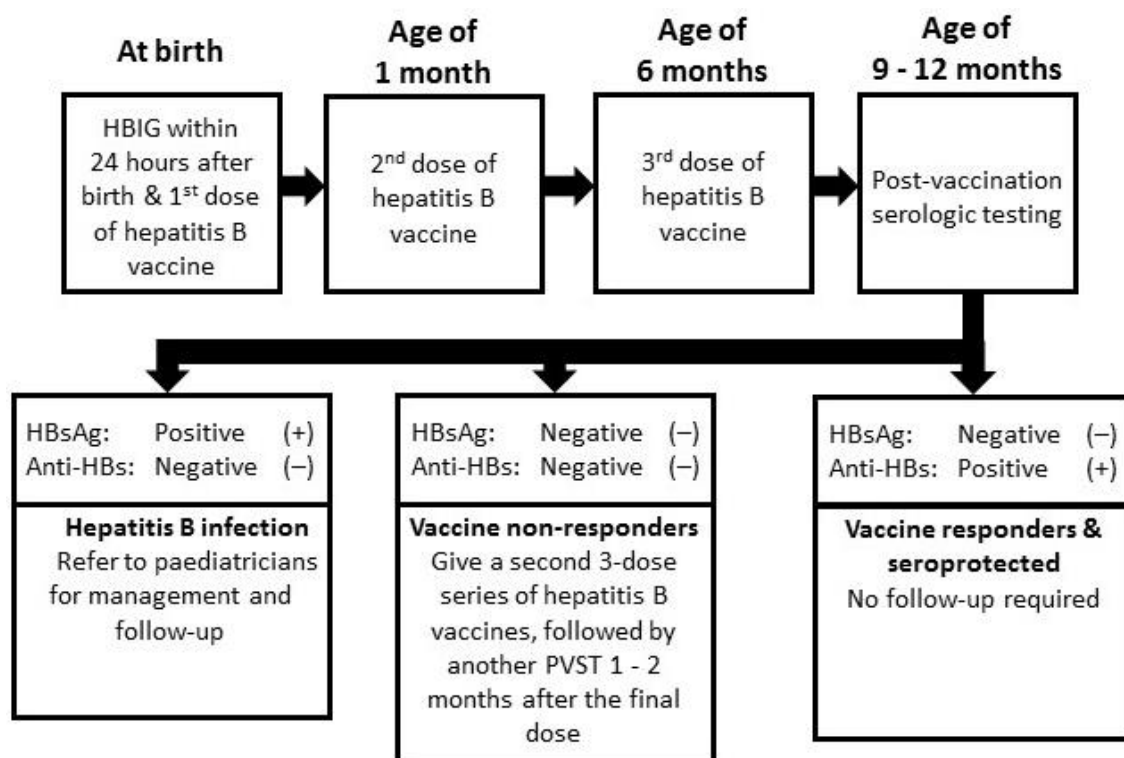 At birth
Age of
1 month
Age of
6 months
Age of
9 - 12 months
HBIG within
24 hours after
birth & 1st dose
of hepatitis B
vaccine
2nd dose of
hepatitis B
vaccine
3rd dose of
hepatitis B
vaccine
Post-vaccination
serologic testing
HBsAg: Positive (+)
Anti-HBs: Negative (–)
Hepatitis B infection
Refer to paediatricians
for management and
follow-up
HBsAg: Negative (–)
Anti-HBs: Negative (–)
Vaccine non-responders
Give a second 3-dose
series of hepatitis B
vaccines, followed by
another PVST 1 - 2
months after the final
dose
HBsAg: Negative (–)
Anti-HBs: Positive (+)
Vaccine responders &
seroprotected
No follow-up required